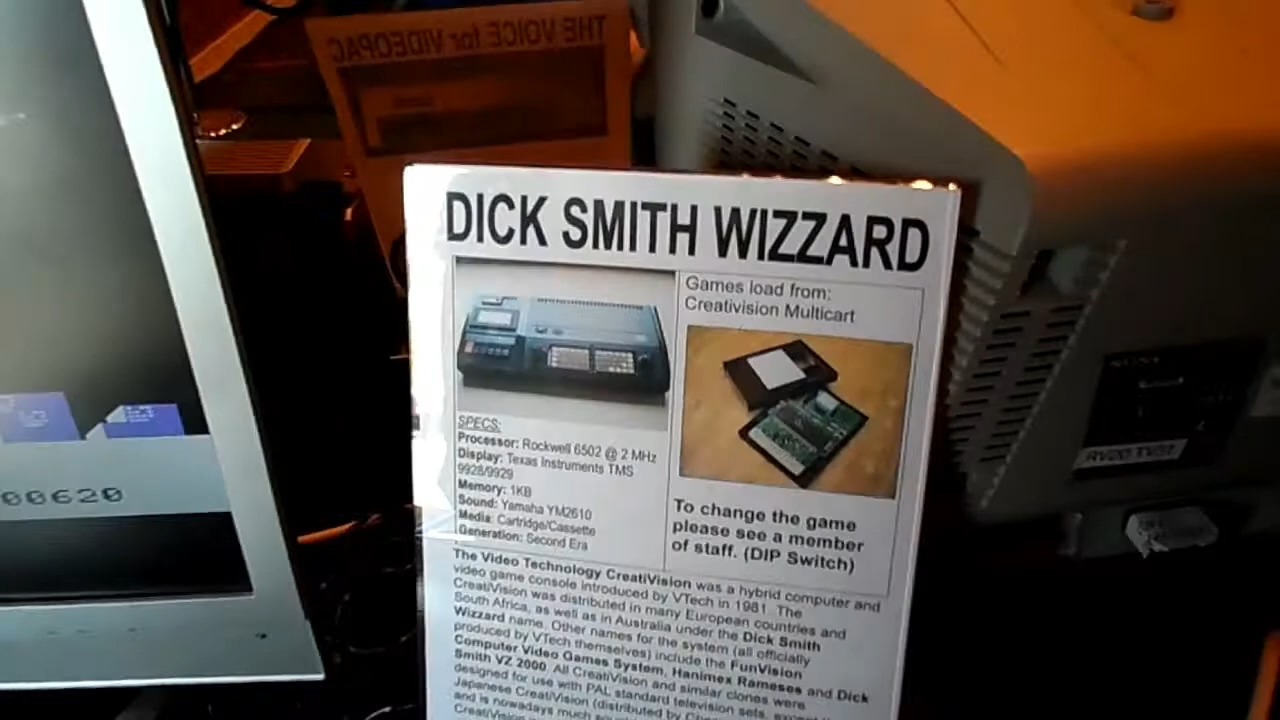 THE VOICE for VIDEOPAC
DICK SMITH WIZZARD
Games load from:
Creativision Multicart
SPECS:
Processor: Rockwell 6502 @ 2 MHz
Display: Texas Instruments TMS
9928/9929
Memory: 1KB
Sound: Yamaha YM2610
Media: Cartridge/Cassette
Generation: Second Era
To change the game
please see a member
of staff. (DIP Switch)
The Video Technology CreatiVision was a hybrid computer and
video game console introduced by VTech in 1981. The
CreatiVision was distributed in many European countries and
South Africa, as well as in Australia under the Dick Smith
Wizzard name. Other names for the system (all officially
produced by VTech themselves) include the FunVision
Computer Video Games System, Hanimex Rameses and Dick
Smith VZ 2000. All CreatiVision and similar clones were
designed for use with PAL standard television sets, except
Japanese CreatiVision (distributed by
and is nowadays much
CreatiVision
00620
SONY